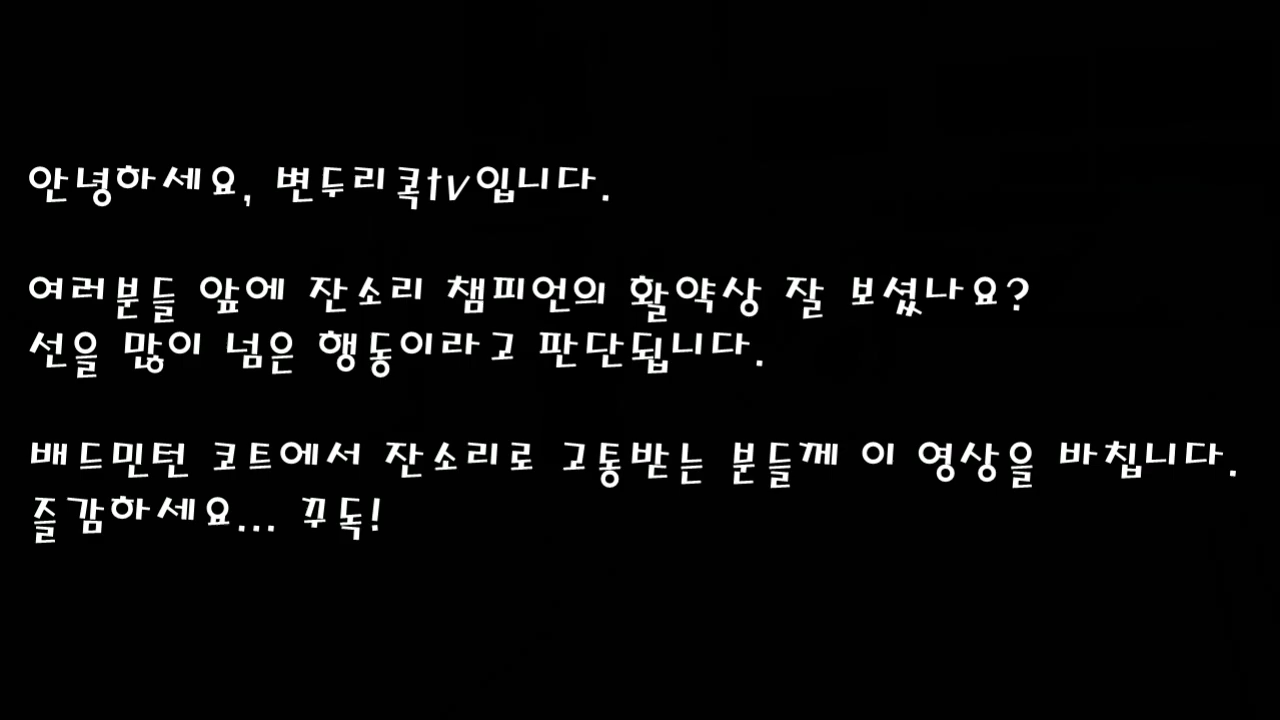 안녕하세요, 변두리콕tv입니다.
여러분들 앞에 잔소리 챔피언의 활약상 잘 보셨나요?
선을 많이 넘은 행동이라고 판단됩니다.
배드민턴 코트에서 잔소리로 고통받는 분들께 이 영상을 바칩니다.
즐감하세요... 꾸독!